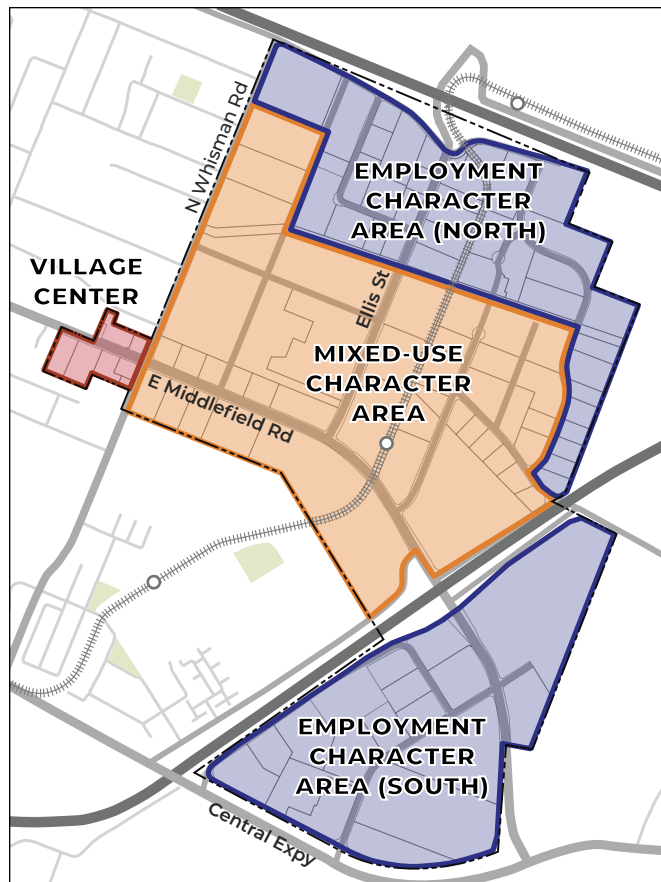 N Whisman Rd
EMPLOYMENT
CHARACTER
AREA (NORTH)
VILLAGE
CENTER
Ellis St
MIXED-USE
CHARACTER
AREA
E Middlefield Rd
EMPLOYMENT
CHARACTER
AREA (SOUTH)
Central Expy